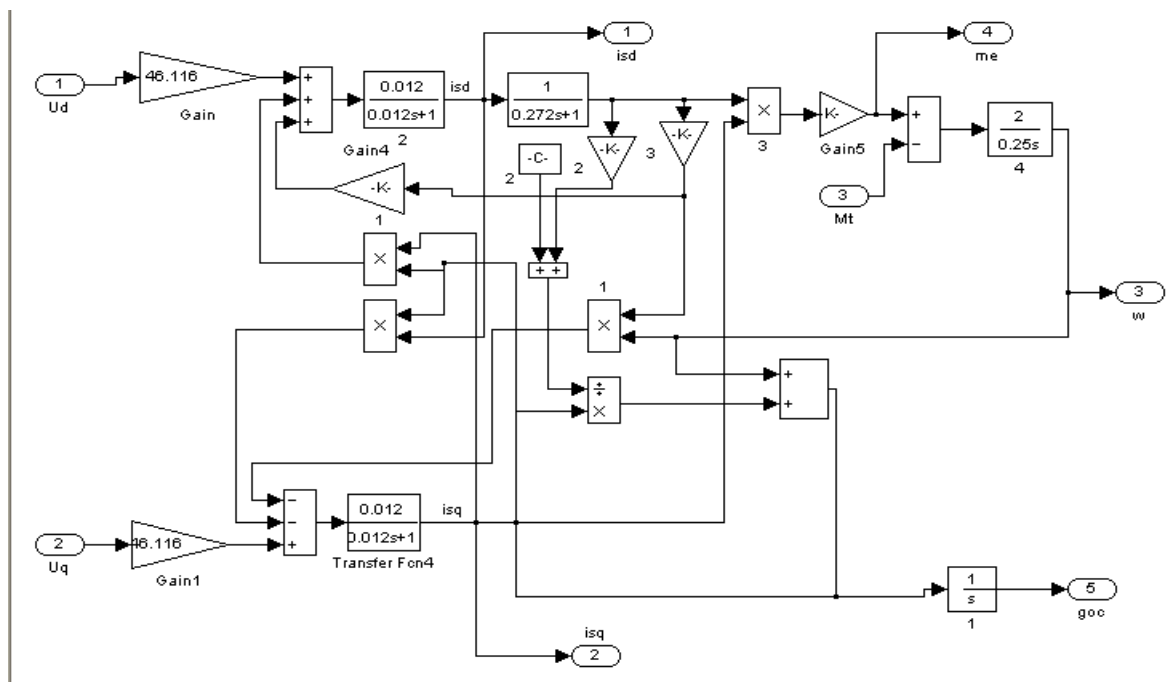 1
Ud
46.116
Gain
+
+
+
0.012
0.012s+1
2
isd
1
isd
1
0.272s+1
Gain4
-K-
1
-C-
2
-K-
2
-K-
3
×
3
K-
Gain5
4
me
+
−
3
Mt
2
0.25s
4
3
w
×
×
+ +
1
×
÷
×
+
+
2
Uq
46.116
Gain1
−
−
+
0.012
0.012s+1
Transfer Fcn4
isq
isq
2
1
s
1
5
goc